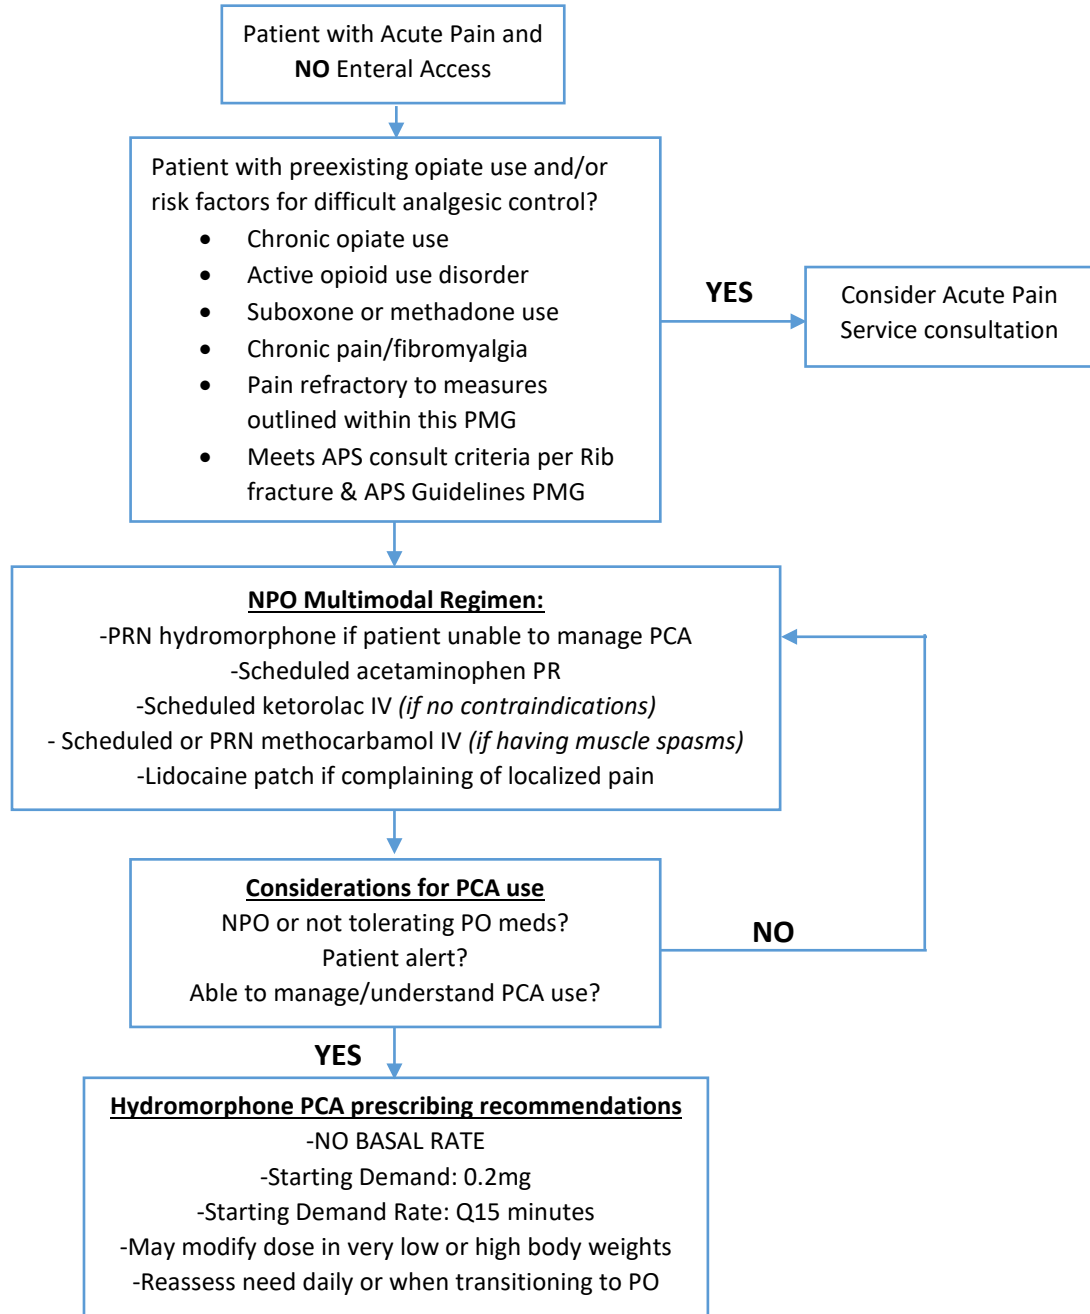 Patient with Acute Pain and
NO Enteral Access
Patient with preexisting opiate use and/or
risk factors for difficult analgesic control?
• Chronic opiate use
• Active opioid use disorder
• Suboxone or methadone use
• Chronic pain/fibromyalgia
• Pain refractory to measures
outlined within this PMG
• Meets APS consult criteria per Rib
fracture & APS Guidelines PMG
YES
Consider Acute Pain
Service consultation
NPO Multimodal Regimen:
-PRN hydromorphone if patient unable to manage PCA
-Scheduled acetaminophen PR
-Scheduled ketorolac IV (if no contraindications)
- Scheduled or PRN methocarbamol IV (if having muscle spasms)
-Lidocaine patch if complaining of localized pain
Considerations for PCA use
NPO or not tolerating PO meds?
Patient alert?
Able to manage/understand PCA use?
NO
YES
Hydromorphone PCA prescribing recommendations
-NO BASAL RATE
-Starting Demand: 0.2mg
-Starting Demand Rate: Q15 minutes
-May modify dose in very low or high body weights
-Reassess need daily or when transitioning to PO